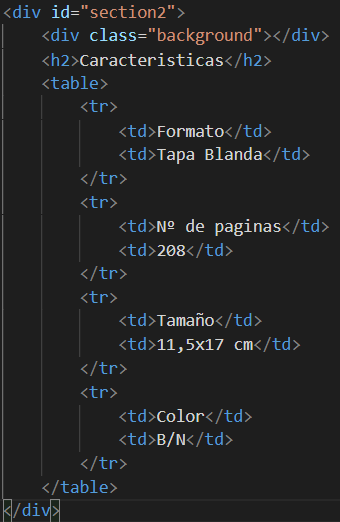 <div id="section2">
<div class="background"></div>
<h2>Caracteristicas</h2>
<table>
<tr>
<td>Formato</td>
<td>Tapa Blanda</td>
</tr>
<tr>
<td>Nº de paginas</td>
<td>208</td>
</tr>
<tr>
<td>Tamaño</td>
<td>11,5x17 cm</td>
</tr>
<tr>
<td>Color</td>
<td>B/N</td>
</tr>
</table>
</div>